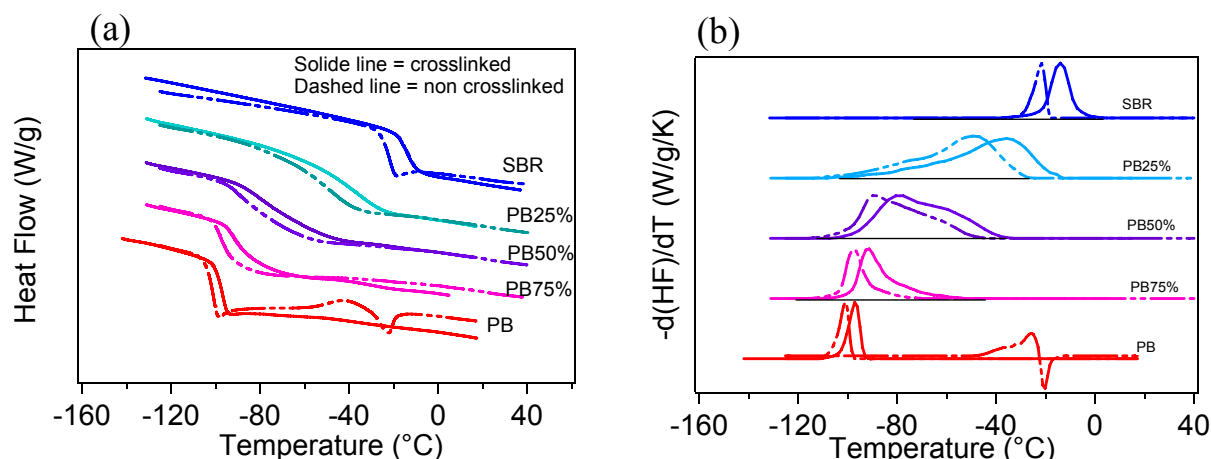 (a)
Solide line = crosslinked
Dashed line = non crosslinked
SBR
PB25%
PB50%
PB75%
PB
Heat Flow (W/g)
-160 -120 -80 -40 0 40
Temperature (°C)
(b)
SBR
PB25%
PB50%
PB75%
PB
-d(HF)/dT (W/g/K)
-160 -120 -80 -40 0 40
Temperature (°C)